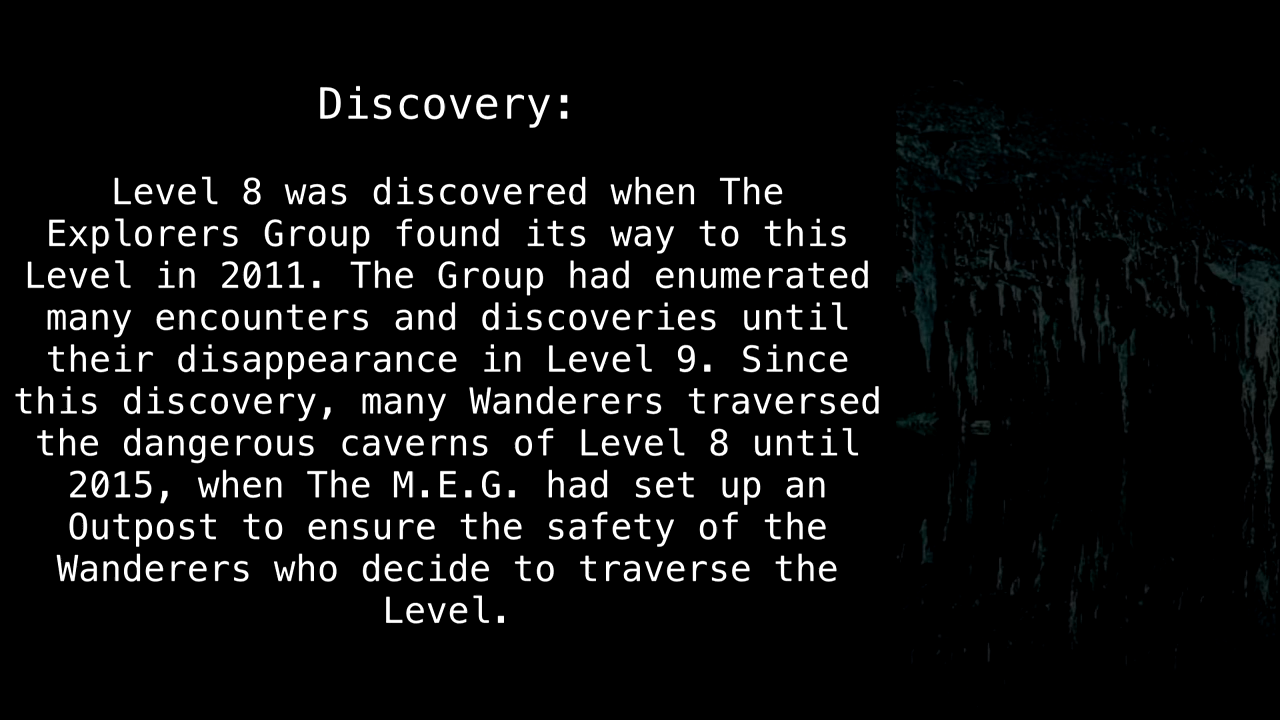 Discovery:
Level 8 was discovered when The
Explorers Group found its way to this
Level in 2011. The Group had enumerated
many encounters and discoveries until
their disappearance in Level 9. Since
this discovery, many Wanderers traversed
the dangerous caverns of Level 8 until
2015, when The M.E.G. had set up an
Outpost to ensure the safety of the
Wanderers who decide to traverse the
Level.